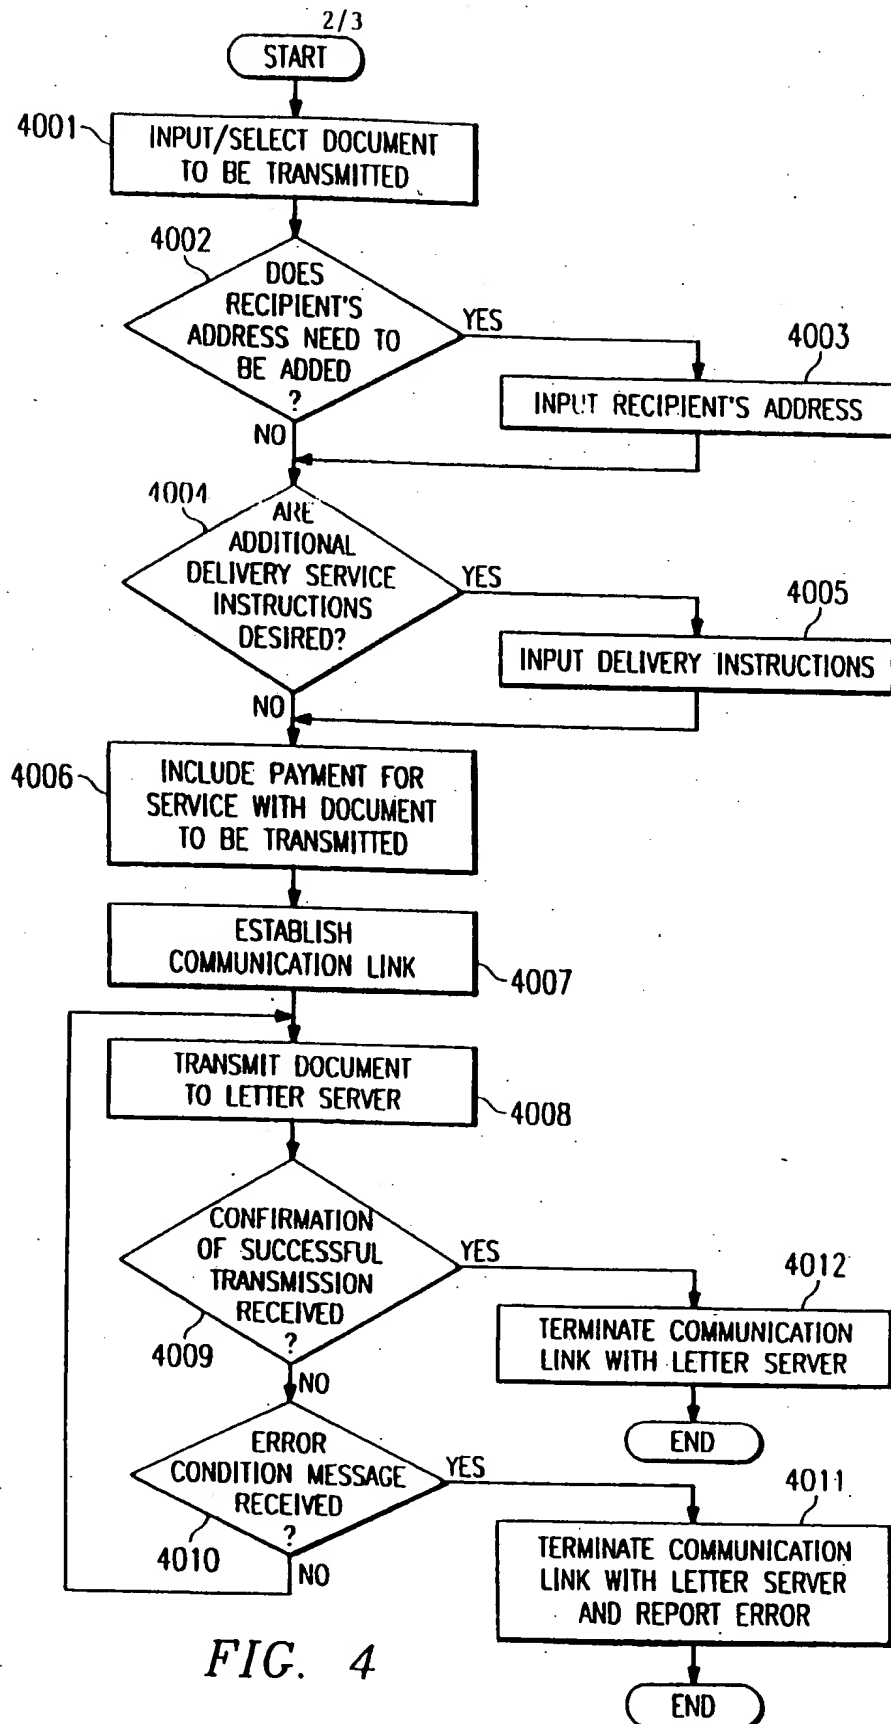 2/3
START
4001
INPUT/SELECT DOCUMENT
TO BE TRANSMITTED
4002
DOES
RECIPIENT'S
ADDRESS NEED TO
BE ADDED
?
YES
NO
4003
INPUT RECIPIENT'S ADDRESS
4004
ARE
ADDITIONAL
DELIVERY SERVICE
INSTRUCTIONS
DESIRED?
YES
NO
4005
INPUT DELIVERY INSTRUCTIONS
4006
INCLUDE PAYMENT FOR
SERVICE WITH DOCUMENT
TO BE TRANSMITTED
ESTABLISH
COMMUNICATION LINK
4007
TRANSMIT DOCUMENT
TO LETTER SERVER
4008
CONFIRMATION
OF SUCCESSFUL
TRANSMISSION
RECEIVED
?
4009
YES
NO
4012
TERMINATE COMMUNICATION
LINK WITH LETTER SERVER
END
ERROR
CONDITION MESSAGE
RECEIVED
?
4010
YES
NO
4011
TERMINATE COMMUNICATION
LINK WITH LETTER SERVER
AND REPORT ERROR
END
FIG. 4